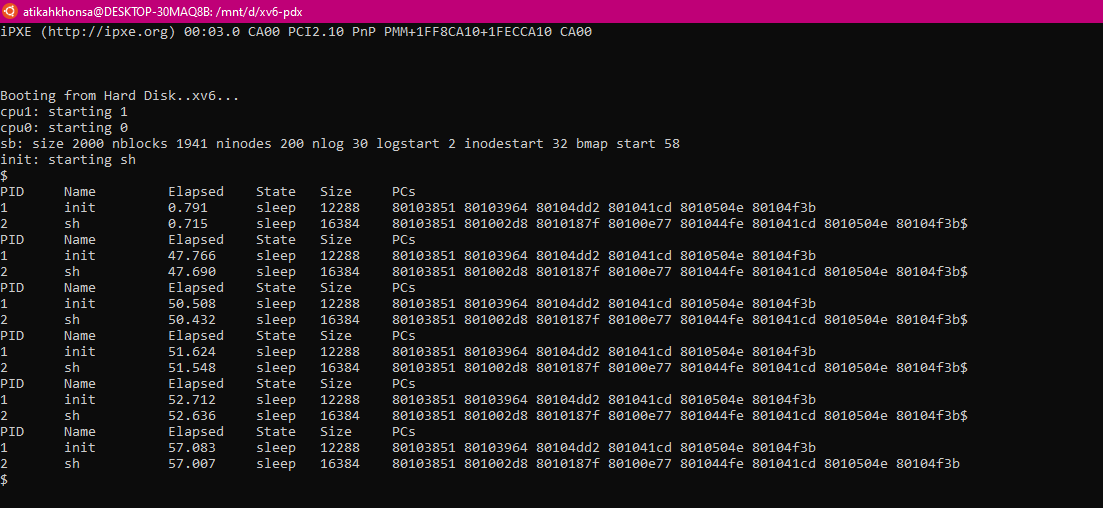 atikahkhonsa@DESKTOP-30MAQ8B: /mnt/d/xv6-pdx
iPXE (http://ipxe.org) 00:03.0 CA00 PCI2.10 PnP PMM+1FF8CA10+1FECCA10 CA00
Booting from Hard Disk..xv6...
cpu1: starting 1
cpu0: starting 0
sb: size 2000 nblocks 1941 ninodes 200 nlog 30 logstart 2 inodestart 32 bmap start 58
init: starting sh
$
PID Name Elapsed State Size PCs
1 init 0.791 sleep 12288 80103851 80103964 80104dd2 801041cd 8010504e 80104f3b
2 sh 0.715 sleep 16384 80103851 801002d8 8010187f 80100e77 801044fe 801041cd 8010504e 80104f3b$
PID Name Elapsed State Size PCs
1 init 47.766 sleep 12288 80103851 80103964 80104dd2 801041cd 8010504e 80104f3b
2 sh 47.690 sleep 16384 80103851 801002d8 8010187f 80100e77 801044fe 801041cd 8010504e 80104f3b$
PID Name Elapsed State Size PCs
1 init 50.508 sleep 12288 80103851 80103964 80104dd2 801041cd 8010504e 80104f3b
2 sh 50.432 sleep 16384 80103851 801002d8 8010187f 80100e77 801044fe 801041cd 8010504e 80104f3b$
PID Name Elapsed State Size PCs
1 init 51.624 sleep 12288 80103851 80103964 80104dd2 801041cd 8010504e 80104f3b
2 sh 51.548 sleep 16384 80103851 801002d8 8010187f 80100e77 801044fe 801041cd 8010504e 80104f3b$
PID Name Elapsed State Size PCs
1 init 52.712 sleep 12288 80103851 80103964 80104dd2 801041cd 8010504e 80104f3b
2 sh 52.636 sleep 16384 80103851 801002d8 8010187f 80100e77 801044fe 801041cd 8010504e 80104f3b$
PID Name Elapsed State Size PCs
1 init 57.083 sleep 12288 80103851 80103964 80104dd2 801041cd 8010504e 80104f3b
2 sh 57.007 sleep 16384 80103851 801002d8 8010187f 80100e77 801044fe 801041cd 8010504e 80104f3b
$